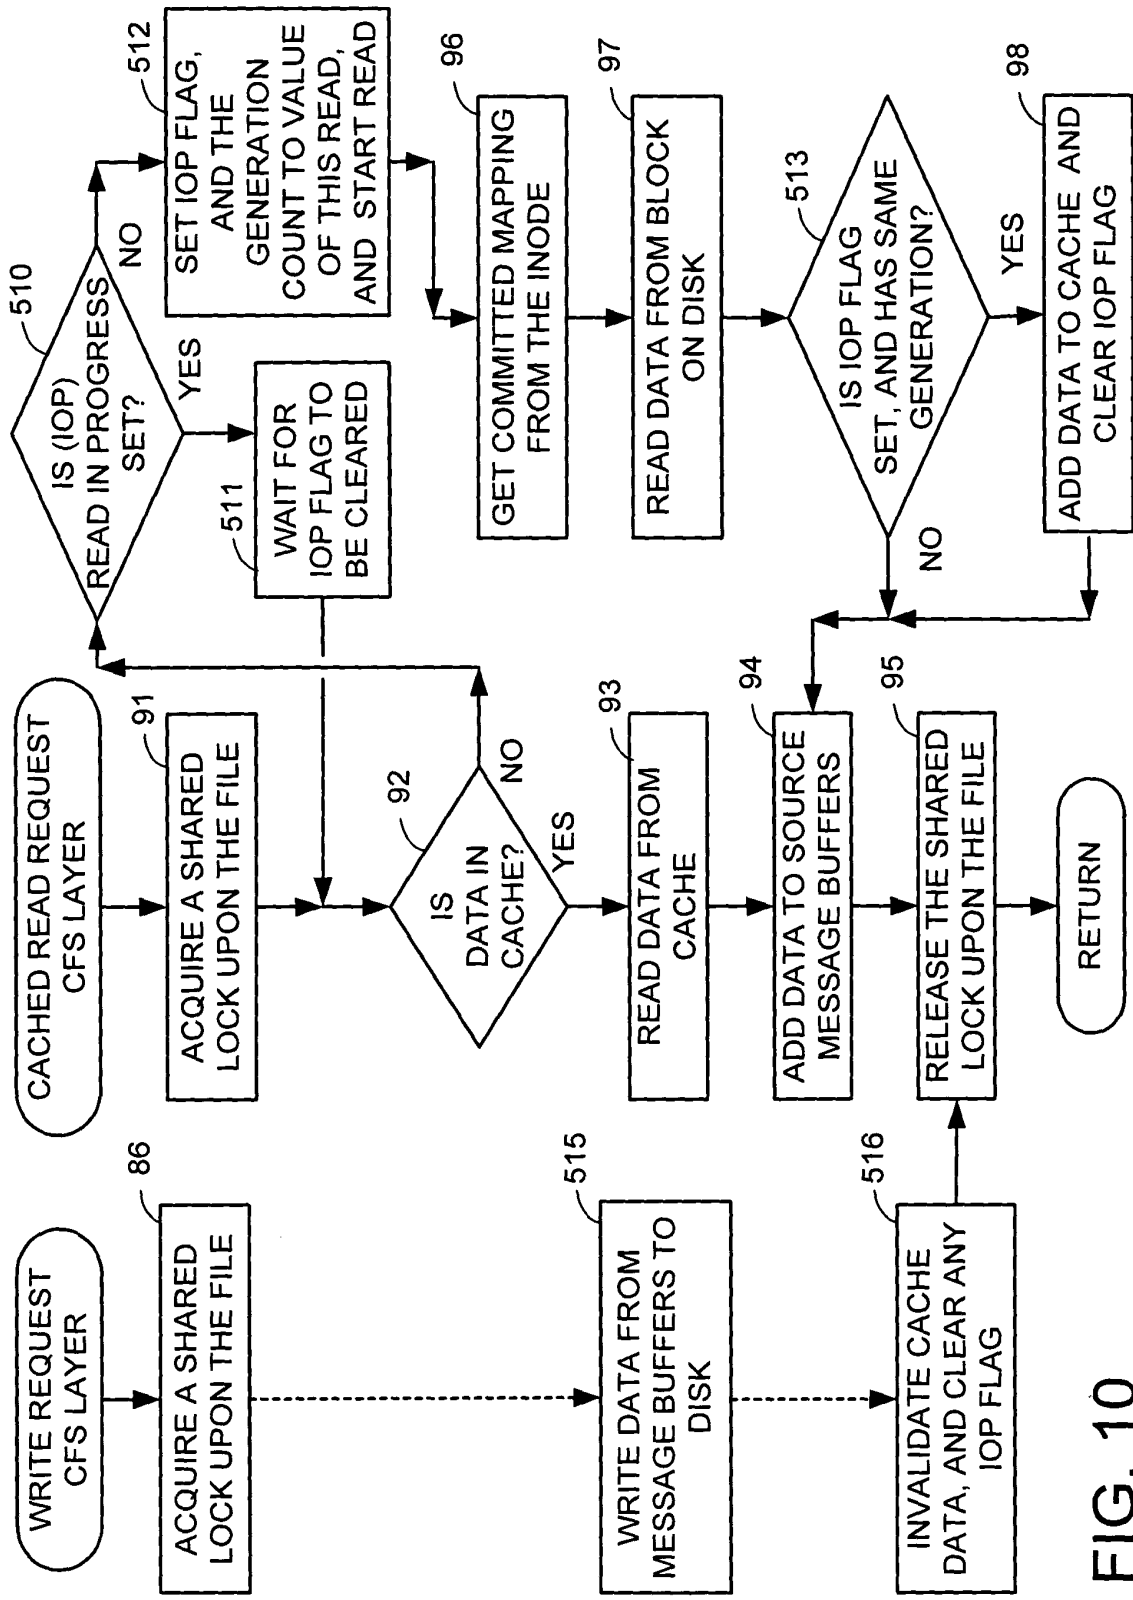 WRITE REQUEST
CFS LAYER
86
ACQUIRE A SHARED
LOCK UPON THE FILE
515
WRITE DATA FROM
MESSAGE BUFFERS TO
DISK
516
INVALIDATE CACHE
DATA, AND CLEAR ANY
IOP FLAG
CACHED READ REQUEST
CFS LAYER
91
ACQUIRE A SHARED
LOCK UPON THE FILE
92
IS
DATA IN
CACHE?
NO
YES
93
READ DATA FROM
CACHE
94
ADD DATA TO SOURCE
MESSAGE BUFFERS
95
RELEASE THE SHARED
LOCK UPON THE FILE
RETURN
510
IS (IOP)
READ IN PROGRESS
SET?
NO
YES
511
WAIT FOR
IOP FLAG TO
BE CLEARED
512
SET IOP FLAG,
AND THE
GENERATION
COUNT TO VALUE
OF THIS READ,
AND START READ
96
GET COMMITTED MAPPING
FROM THE INODE
97
READ DATA FROM BLOCK
ON DISK
513
IS IOP FLAG
SET, AND HAS SAME
GENERATION?
NO
YES
98
ADD DATA TO CACHE AND
CLEAR IOP FLAG
FIG. 10